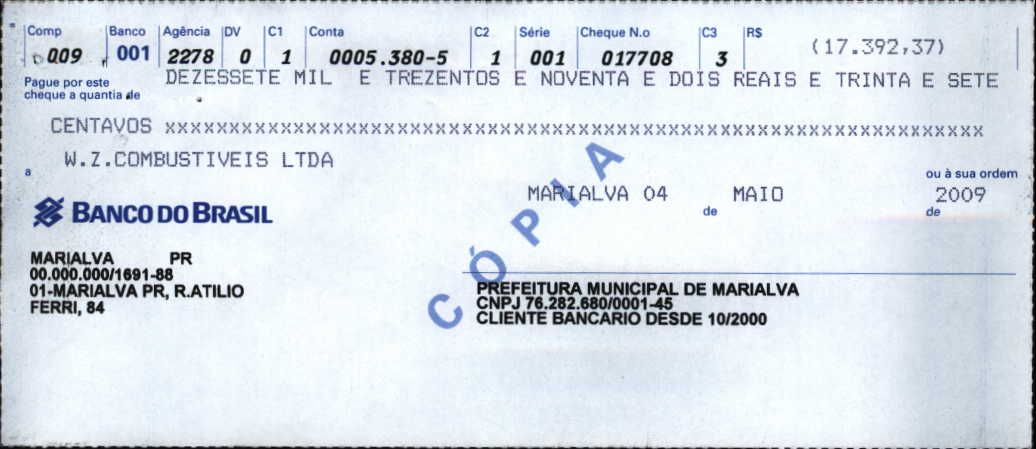 Comp Banco Agência DV C1 Conta C2 Série Cheque N.o C3 R$ (17.392,37)
009 001 2278 0 1 0005.380-5 1 001 017708 3
Pague por este
cheque a quantia de DEZESSETE MIL E TREZENTOS E NOVENTA E DOIS REAIS E TRINTA E SETE
CENTAVOS xxxxxxxxxxxxxxxxxxxxxxxxxxxxxxxxxxxxxxxxxxxxxxxxxxxxxxxxxxxxxxxxxxxxxx
a W.Z.COMBUSTIVEIS LTDA ou à sua ordem
MARIALVA 04 de MAIO de 2009
BANCO DO BRASIL
CÓPIA
MARIALVA PR
00.000.000/1691-88
01-MARIALVA PR, R.ATILIO
FERRI, 84
PREFEITURA MUNICIPAL DE MARIALVA
CNPJ 76.282.680/0001-45
CLIENTE BANCARIO DESDE 10/2000